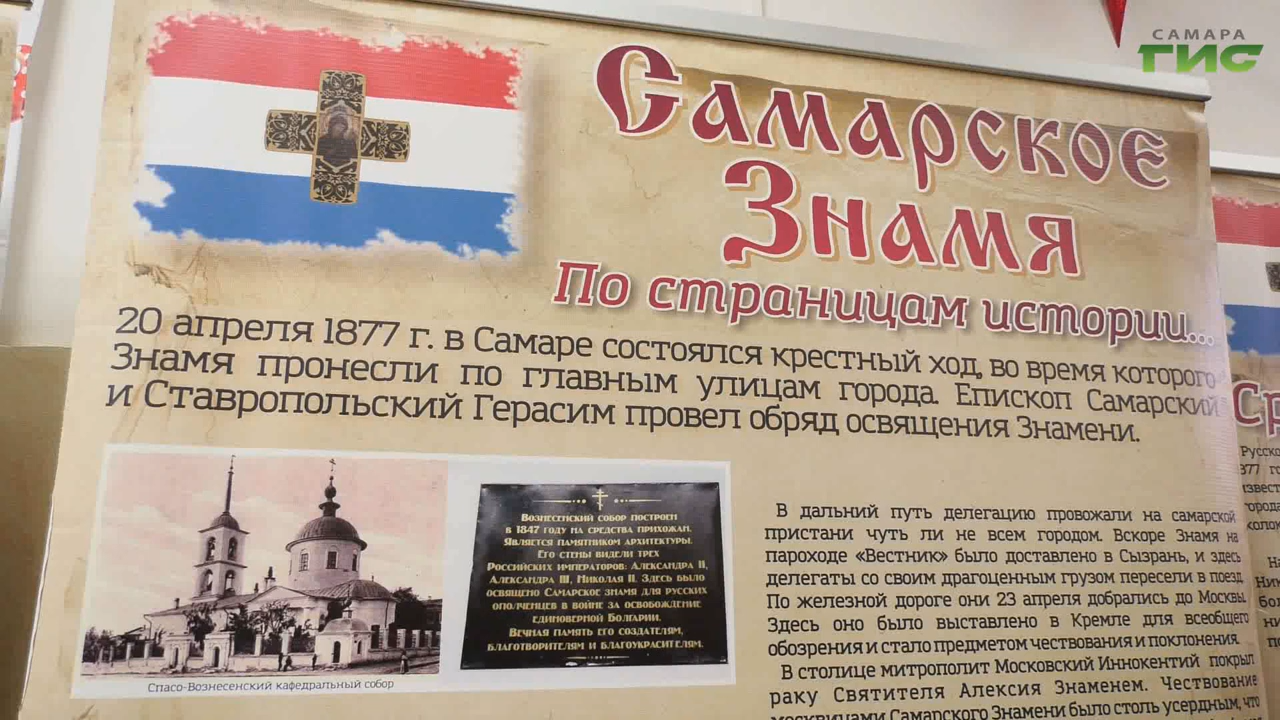 САМАРА
ГИС
Самарское
Знамя
По страницам истории...
20 апреля 1877 г. в Самаре состоялся крестный ход, во время которого
Знамя пронесли по главным улицам города. Епископ Самарский
и Ставропольский Герасим провел обряд освящения Знамени.
Вознесенский собор построен
в 1847 году на средства прихожан.
Является памятником архитектуры.
Его стены видели трех
Российских императоров: Александра II,
Александра III, Николая II. Здесь было
освящено Самарское знамя для русских
ополченцев в войне за освобождение
единоверной Болгарии.
Вечная память его создателям,
благотворителям и благоукрасителям.
Спасо-Вознесенский кафедральный собор
В дальний путь делегацию провожали на самарской
пристани чуть ли не всем городом. Вскоре Знамя на
пароходе «Вестник» было доставлено в Сызрань, и здесь
делегаты со своим драгоценным грузом пересели в поезд.
По железной дороге они 23 апреля добрались до Москвы.
Здесь оно было выставлено в Кремле для всеобщего
обозрения и стало предметом чествования и поклонения.
В столице митрополит Московский Иннокентий покрыл
раку Святителя Алексия Знаменем. Чествование
москвичами Самарского Знамени было столь усердным, что